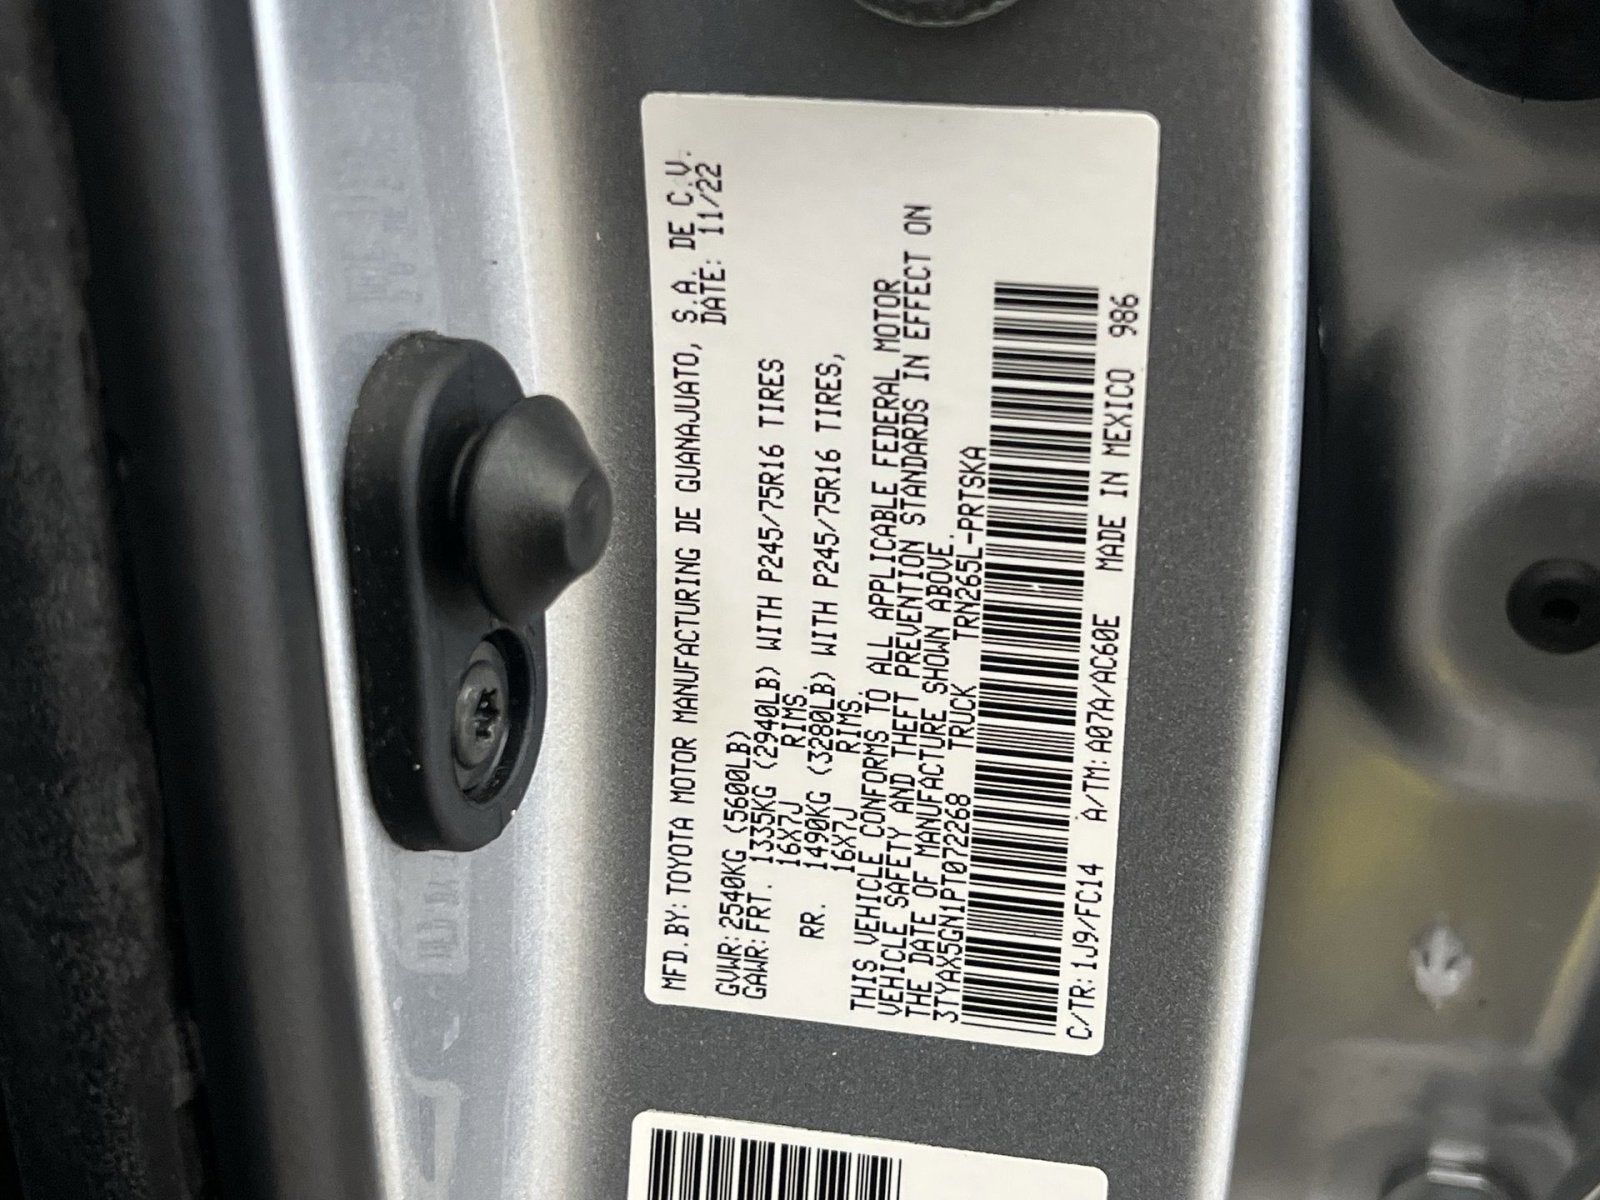 MFD.BY:TOYOTA MOTOR MANUFACTURING DE GUANAJUATO, S.A. DE C.V.
DATE: 11/22
GVWR:2540KG (5600LB)
GAWR:FRT. 1335KG (2940LB) WITH P245/75R16 TIRES
16X7J RIMS.
RR. 1490KG (3280LB) WITH P245/75R16 TIRES,
16X7J RIMS.
THIS VEHICLE CONFORMS TO ALL APPLICABLE FEDERAL MOTOR
VEHICLE SAFETY AND THEFT PREVENTION STANDARDS IN EFFECT ON
THE DATE OF MANUFACTURE SHOWN ABOVE.
3TYAX5GN1PT072268 TRUCK TRN265L-PRTSKA
C/TR:1J9/FC14 A/TM:A07A/AC60E MADE IN MEXICO 986